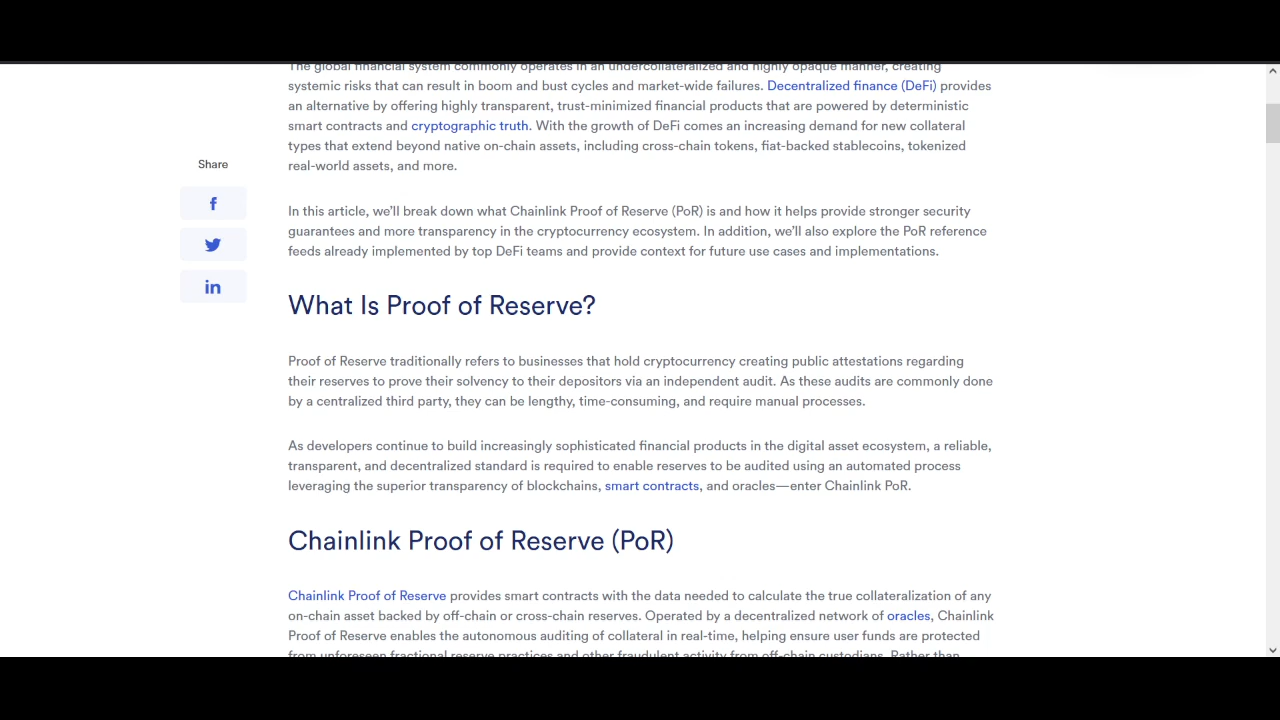 The global financial system commonly operates in an undercollateralized and highly opaque manner, creating
systemic risks that can result in boom and bust cycles and market-wide failures. Decentralized finance (DeFi) provides
an alternative by offering highly transparent, trust-minimized financial products that are powered by deterministic
smart contracts and cryptographic truth. With the growth of DeFi comes an increasing demand for new collateral
types that extend beyond native on-chain assets, including cross-chain tokens, fiat-backed stablecoins, tokenized
real-world assets, and more.
Share
In this article, we'll break down what Chainlink Proof of Reserve (PoR) is and how it helps provide stronger security
guarantees and more transparency in the cryptocurrency ecosystem. In addition, we'll also explore the PoR reference
feeds already implemented by top DeFi teams and provide context for future use cases and implementations.
What Is Proof of Reserve?
Proof of Reserve traditionally refers to businesses that hold cryptocurrency creating public attestations regarding
their reserves to prove their solvency to their depositors via an independent audit. As these audits are commonly done
by a centralized third party, they can be lengthy, time-consuming, and require manual processes.
As developers continue to build increasingly sophisticated financial products in the digital asset ecosystem, a reliable,
transparent, and decentralized standard is required to enable reserves to be audited using an automated process
leveraging the superior transparency of blockchains, smart contracts, and oracles—enter Chainlink PoR.
Chainlink Proof of Reserve (PoR)
Chainlink Proof of Reserve provides smart contracts with the data needed to calculate the true collateralization of any
on-chain asset backed by off-chain or cross-chain reserves. Operated by a decentralized network of oracles, Chainlink
Proof of Reserve enables the autonomous auditing of collateral in real-time, helping ensure user funds are protected
from unforeseen fractional reserve practices and other fraudulent activity from off-chain custodians. Rather than